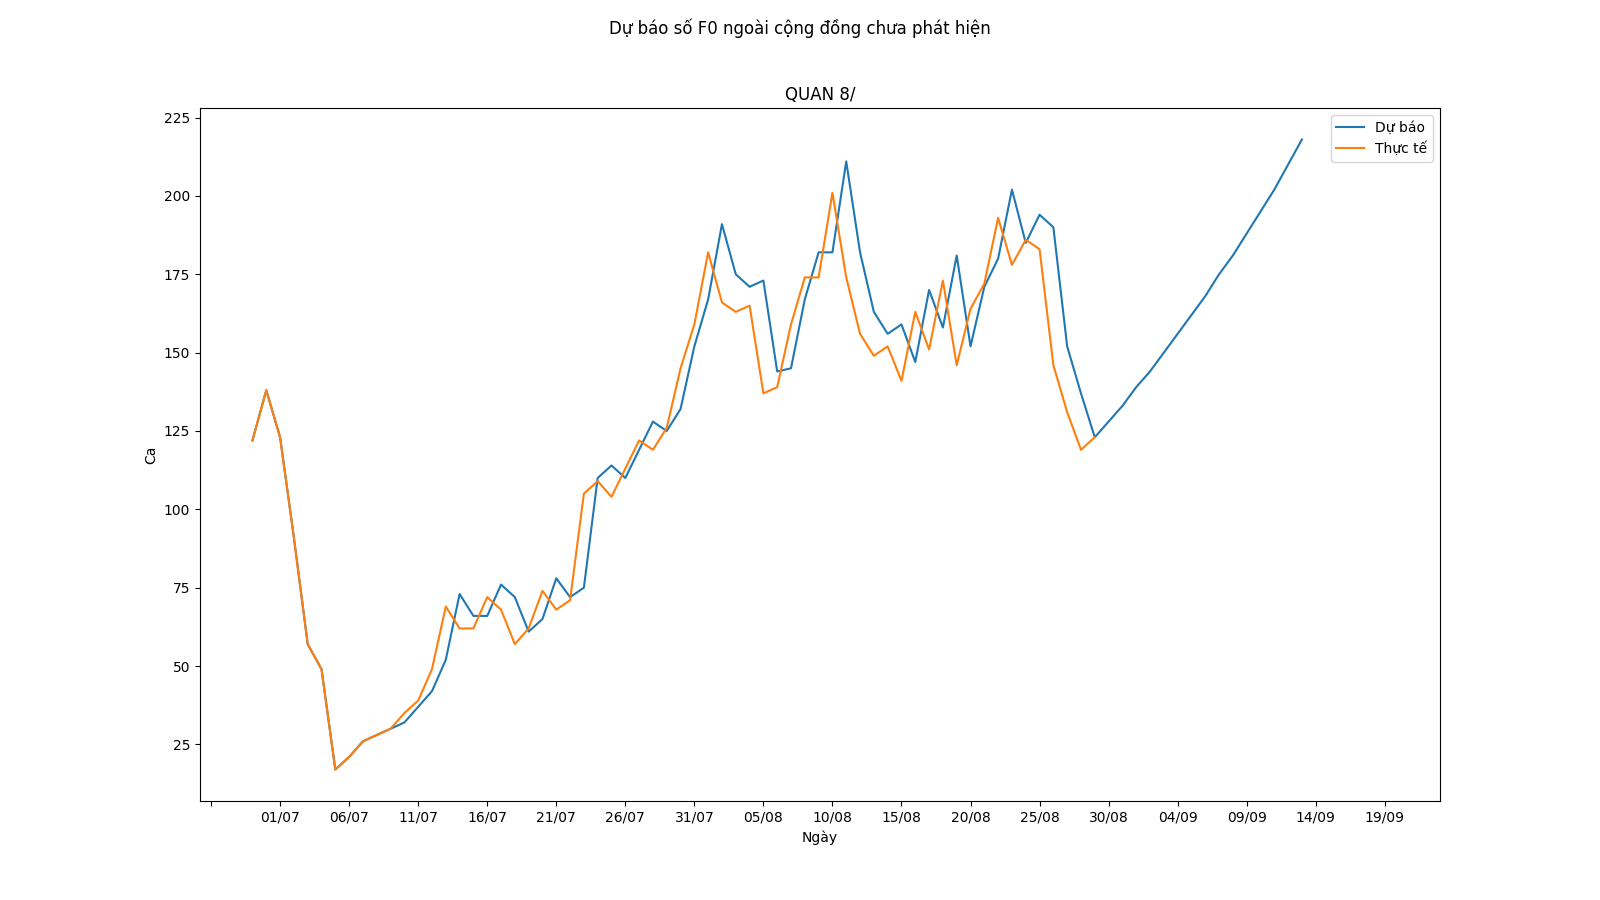 Dự báo số F0 ngoài cộng đồng chưa phát hiện
QUAN 8/
Dự báo
Thực tế
Ca
225
200
175
150
125
100
75
50
25
01/07 06/07 11/07 16/07 21/07 26/07 31/07 05/08 10/08 15/08 20/08 25/08 30/08 04/09 09/09 14/09 19/09
Ngày